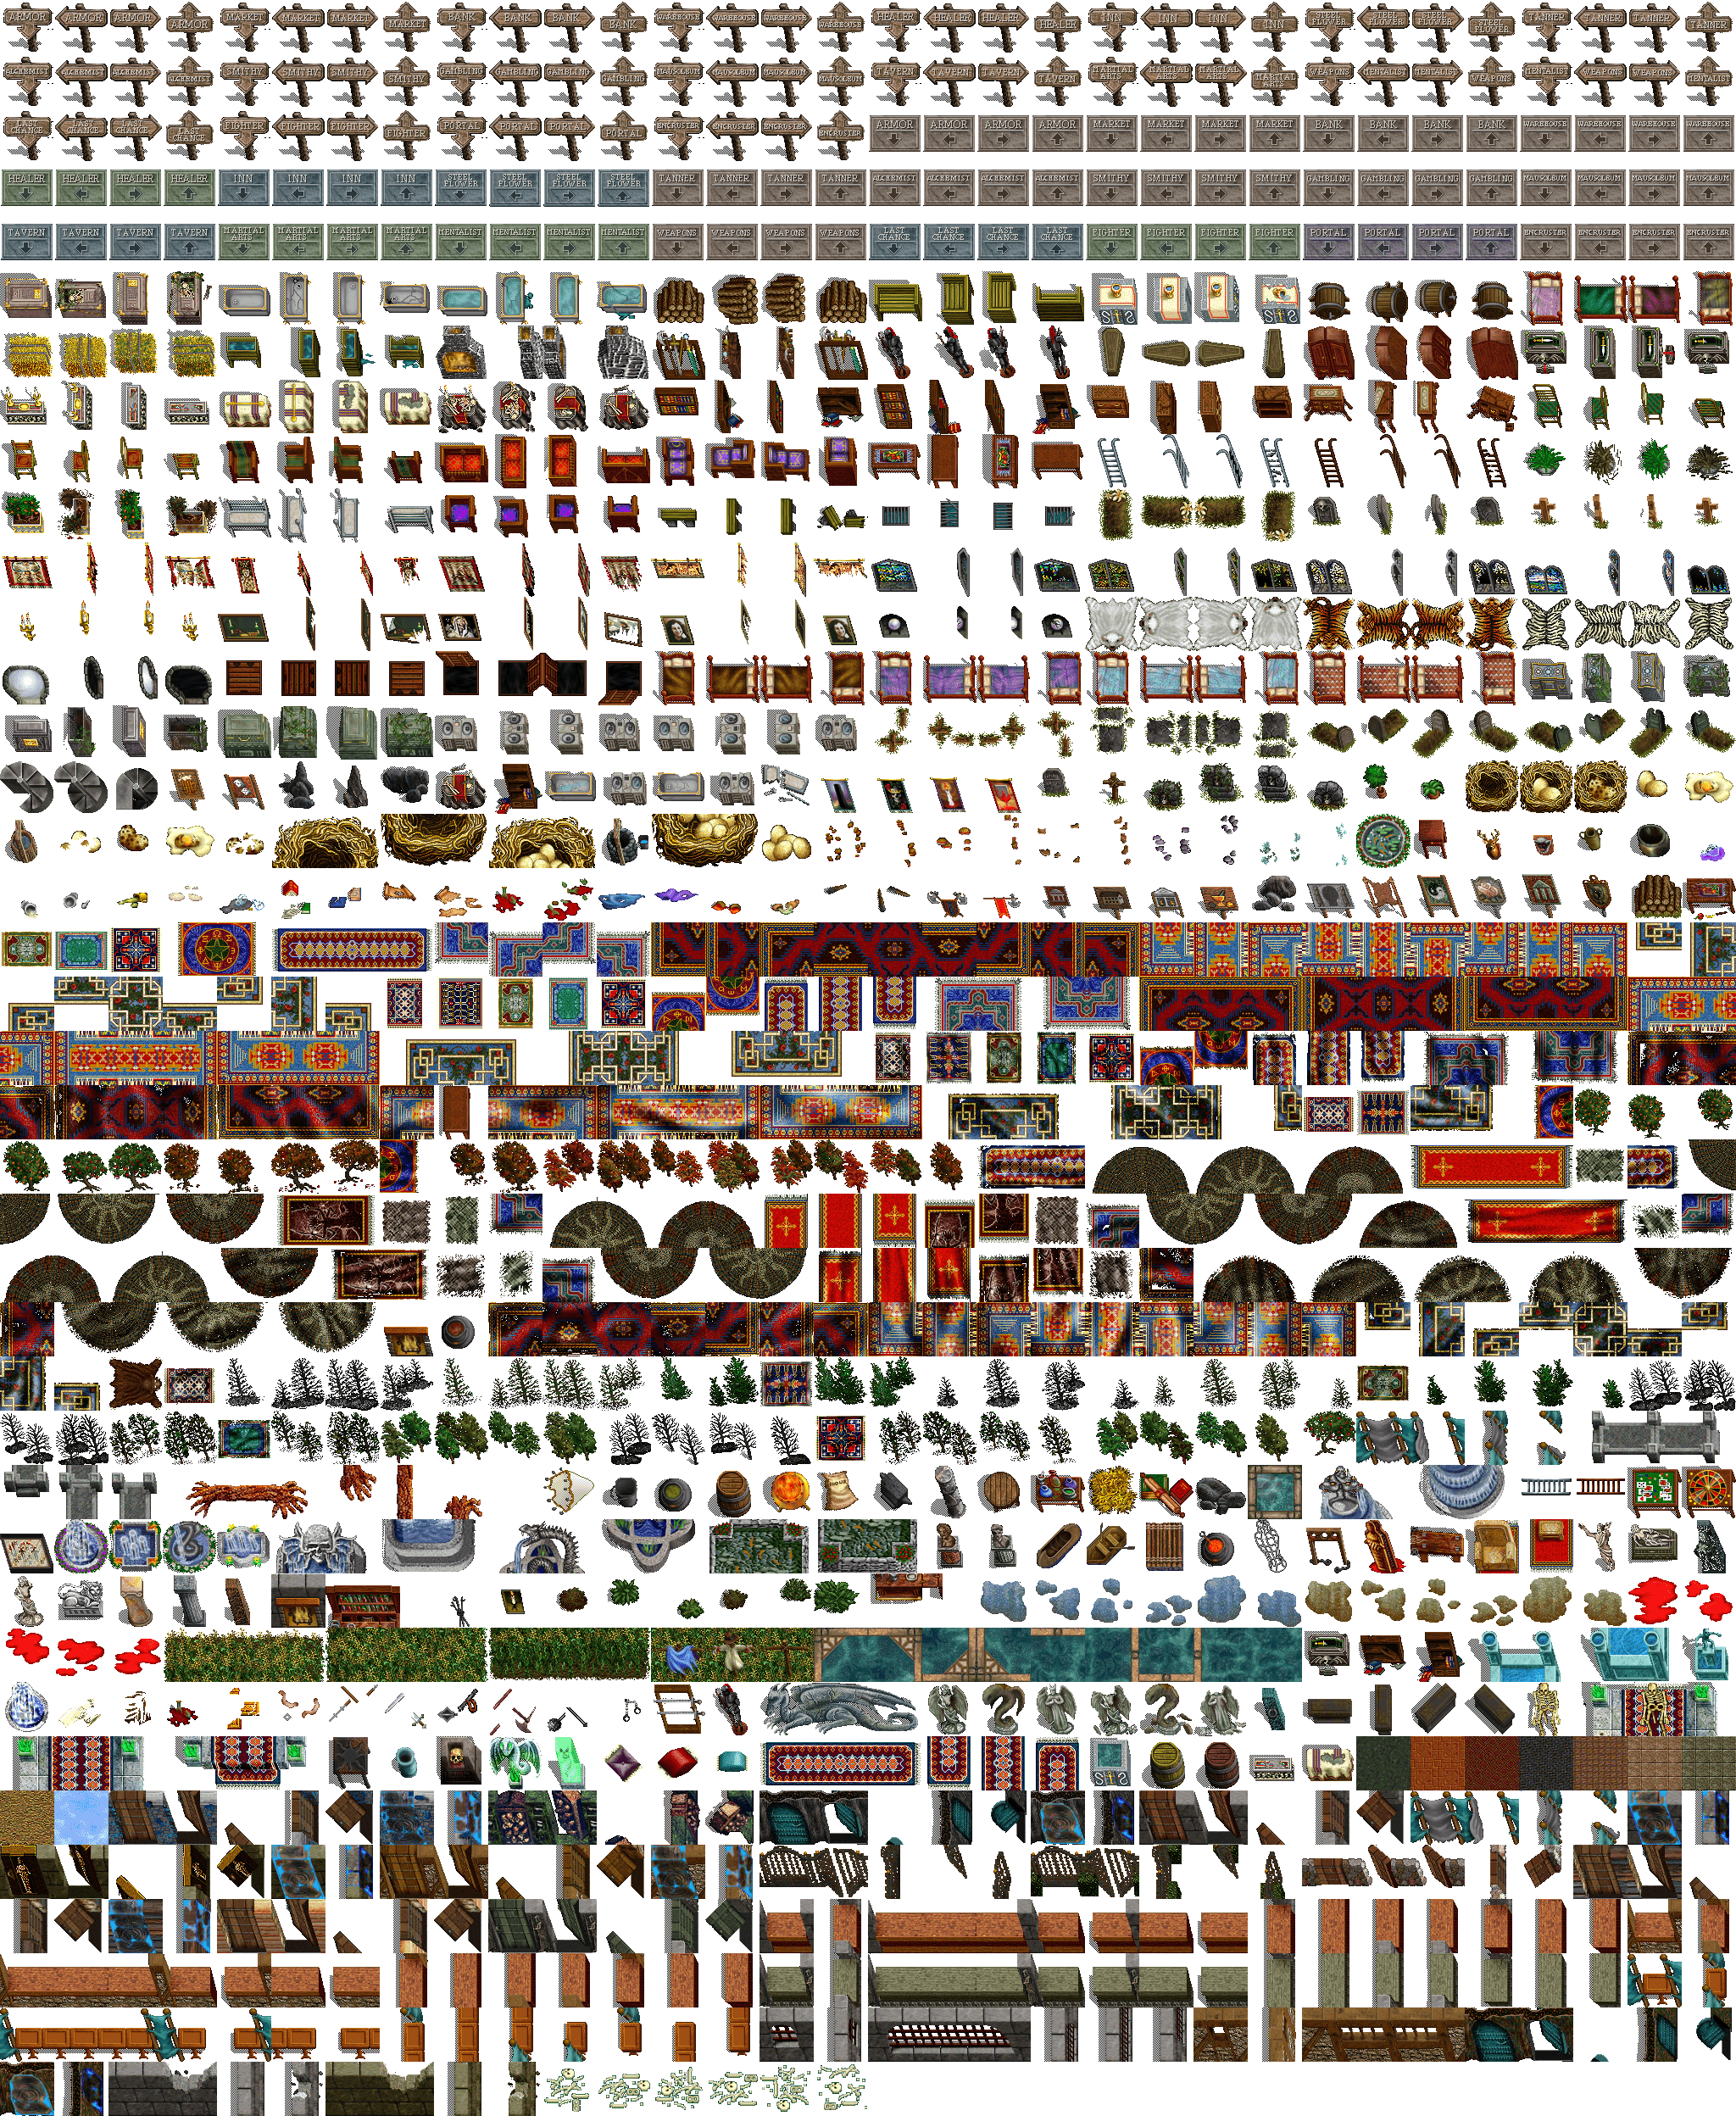 ARMOR ARMOR ARMOR ARMOR MARKET MARKET MARKET MARKET BANK BANK BANK BANK WAREHOUSE WAREHOUSE WAREHOUSE WAREHOUSE HEALER HEALER HEALER HEALER INN INN INN INN STEEL FLOWER STEEL FLOWER STEEL FLOWER STEEL FLOWER TANNER TANNER TANNER TANNER
ALCHEMIST ALCHEMIST ALCHEMIST ALCHEMIST SMITHY SMITHY SMITHY SMITHY GAMBLING GAMBLING GAMBLING GAMBLING MAUSOLEUM MAUSOLEUM MAUSOLEUM MAUSOLEUM TAVERN TAVERN TAVERN TAVERN MARTIAL ARTS MARTIAL ARTS MARTIAL ARTS MARTIAL ARTS WEAPONS MENTALIST MENTALIST WEAPONS MENTALIST WEAPONS WEAPONS MENTALIST
LAST CHANCE LAST CHANCE LAST CHANCE LAST CHANCE FIGHTER FIGHTER FIGHTER FIGHTER PORTAL PORTAL PORTAL PORTAL ENCRUSTER ENCRUSTER ENCRUSTER ENCRUSTER ARMOR ARMOR ARMOR ARMOR MARKET MARKET MARKET MARKET BANK BANK BANK BANK WAREHOUSE WAREHOUSE WAREHOUSE WAREHOUSE
HEALER HEALER HEALER HEALER INN INN INN INN STEEL FLOWER STEEL FLOWER STEEL FLOWER STEEL FLOWER TANNER TANNER TANNER TANNER ALCHEMIST ALCHEMIST ALCHEMIST ALCHEMIST SMITHY SMITHY SMITHY SMITHY GAMBLING GAMBLING GAMBLING GAMBLING MAUSOLEUM MAUSOLEUM MAUSOLEUM MAUSOLEUM
TAVERN TAVERN TAVERN TAVERN MARTIAL ARTS MARTIAL ARTS MARTIAL ARTS MARTIAL ARTS MENTALIST MENTALIST MENTALIST MENTALIST WEAPONS WEAPONS WEAPONS WEAPONS LAST CHANCE LAST CHANCE LAST CHANCE LAST CHANCE FIGHTER FIGHTER FIGHTER FIGHTER PORTAL PORTAL PORTAL PORTAL ENCRUSTER ENCRUSTER ENCRUSTER ENCRUSTER